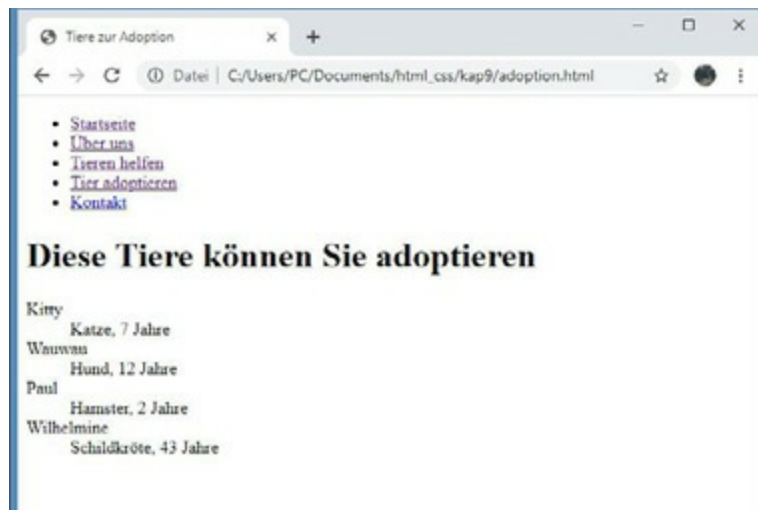 Tiere zur Adoption
Datei | C:/Users/PC/Documents/html_css/kap9/adoption.html
Startseite
Über uns
Tieren helfen
Tier adoptieren
Kontakt
Diese Tiere können Sie adoptieren
Kitty
Katze, 7 Jahre
Wauwau
Hund, 12 Jahre
Paul
Hamster, 2 Jahre
Wilhelmine
Schildkröte, 43 Jahre